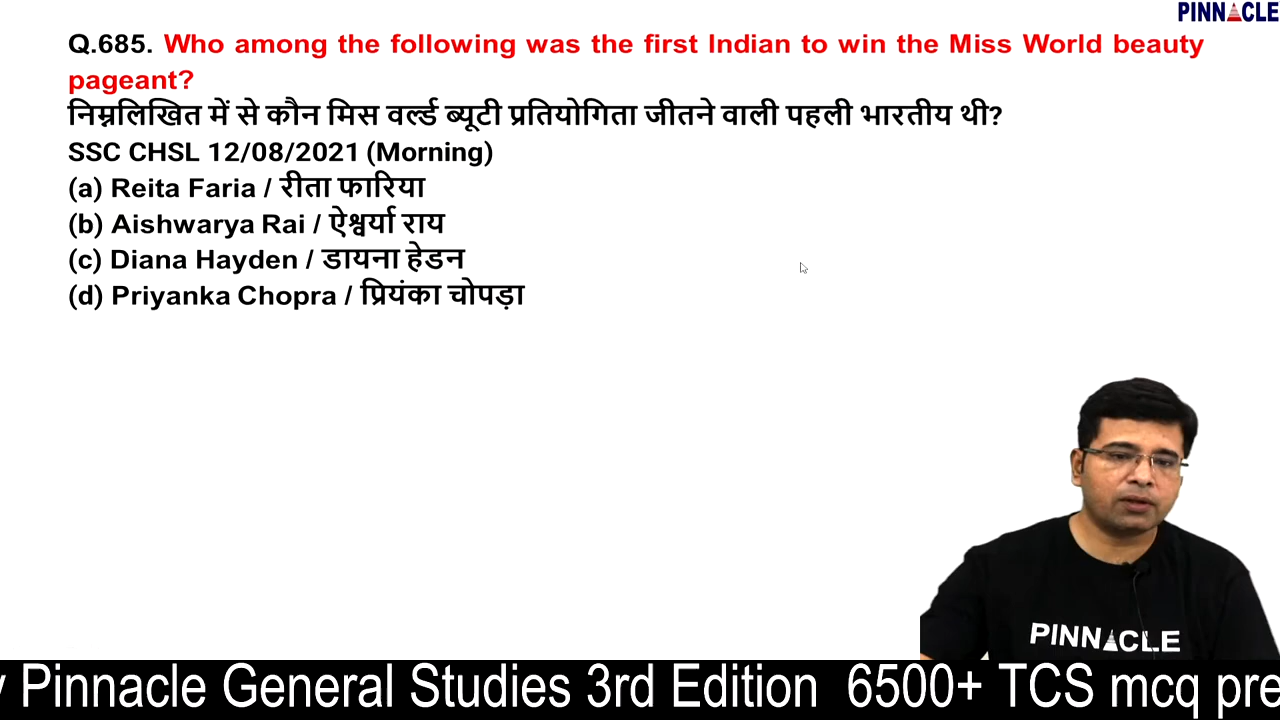 PINNACLE
Q.685. Who among the following was the first Indian to win the Miss World beauty
pageant?
निम्नलिखित में से कौन मिस वर्ल्ड ब्यूटी प्रतियोगिता जीतने वाली पहली भारतीय थी?
SSC CHSL 12/08/2021 (Morning)
(a) Reita Faria / रीता फारिया
(b) Aishwarya Rai / ऐश्वर्या राय
(c) Diana Hayden / डायना हेडन
(d) Priyanka Chopra / प्रियंका चोपड़ा
PINNACLE
y Pinnacle General Studies 3rd Edition 6500+ TCS mcq pre